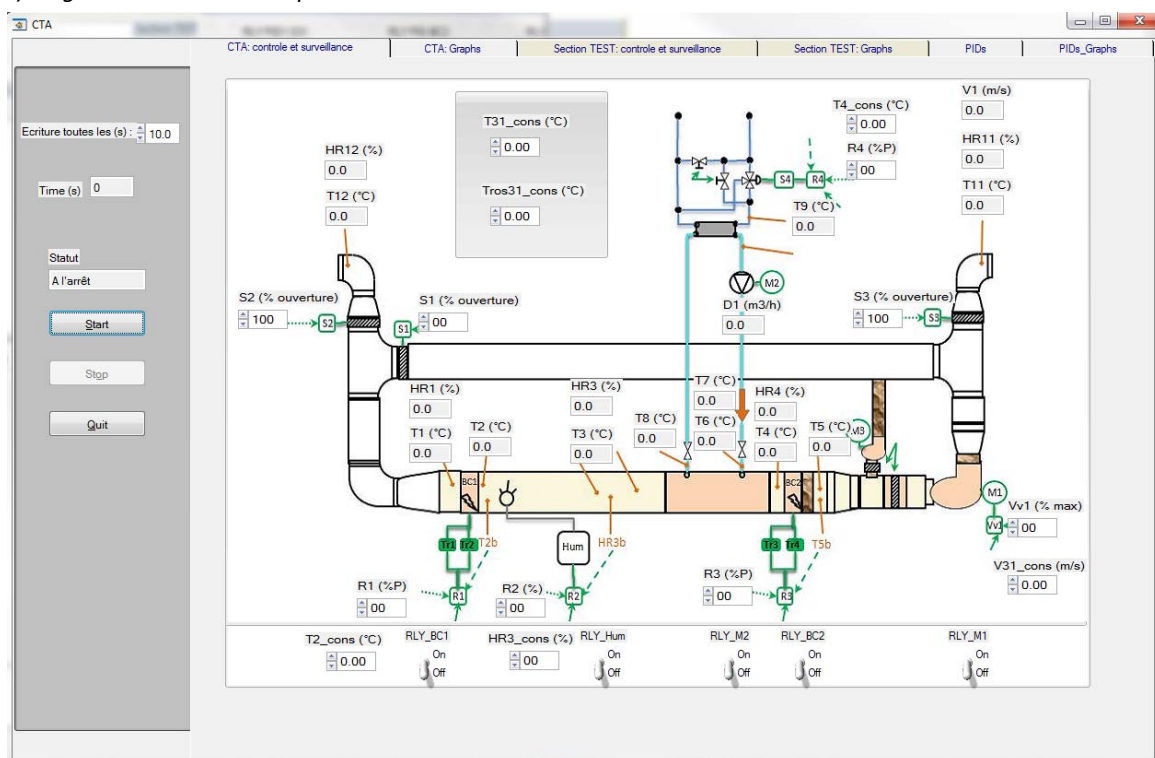 CTA
CTA: controle et surveillance
CTA: Graphs
Section TEST: controle et surveillance
Section TEST: Graphs
PIDs
PIDs_Graphs
Ecriture toutes les (s) :
10.0
Time (s)
0
Statut
A l'arrêt
Start
Stop
Quit
T31_cons (°C)
0.00
Tros31_cons (°C)
0.00
HR12 (%)
0.0
T12 (°C)
0.0
T4_cons (°C)
0.00
R4 (%P)
00
S4
R4
T9 (°C)
0.0
V1 (m/s)
0.0
HR11 (%)
0.0
T11 (°C)
0.0
S2 (% ouverture)
100
S2
S1 (% ouverture)
00
S1
M2
D1 (m3/h)
0.0
S3 (% ouverture)
100
S3
HR1 (%)
0.0
T1 (°C)
0.0
T2 (°C)
0.0
HR3 (%)
0.0
T3 (°C)
0.0
T8 (°C)
0.0
T7 (°C)
0.0
T6 (°C)
0.0
HR4 (%)
0.0
T4 (°C)
0.0
T5 (°C)
0.0
M3
BC1
BC2
M1
Vv1 (% max)
Vv1
00
Tr1
Tr2
T2b
Hum
HR3b
Tr3
Tr4
T5b
V31_cons (m/s)
0.00
R1 (%P)
00
R1
R2 (%)
00
R2
R3 (%P)
00
R3
T2_cons (°C)
0.00
RLY_BC1
On
Off
HR3_cons (%)
00
RLY_Hum
On
Off
RLY_M2
On
Off
RLY_BC2
On
Off
RLY_M1
On
Off